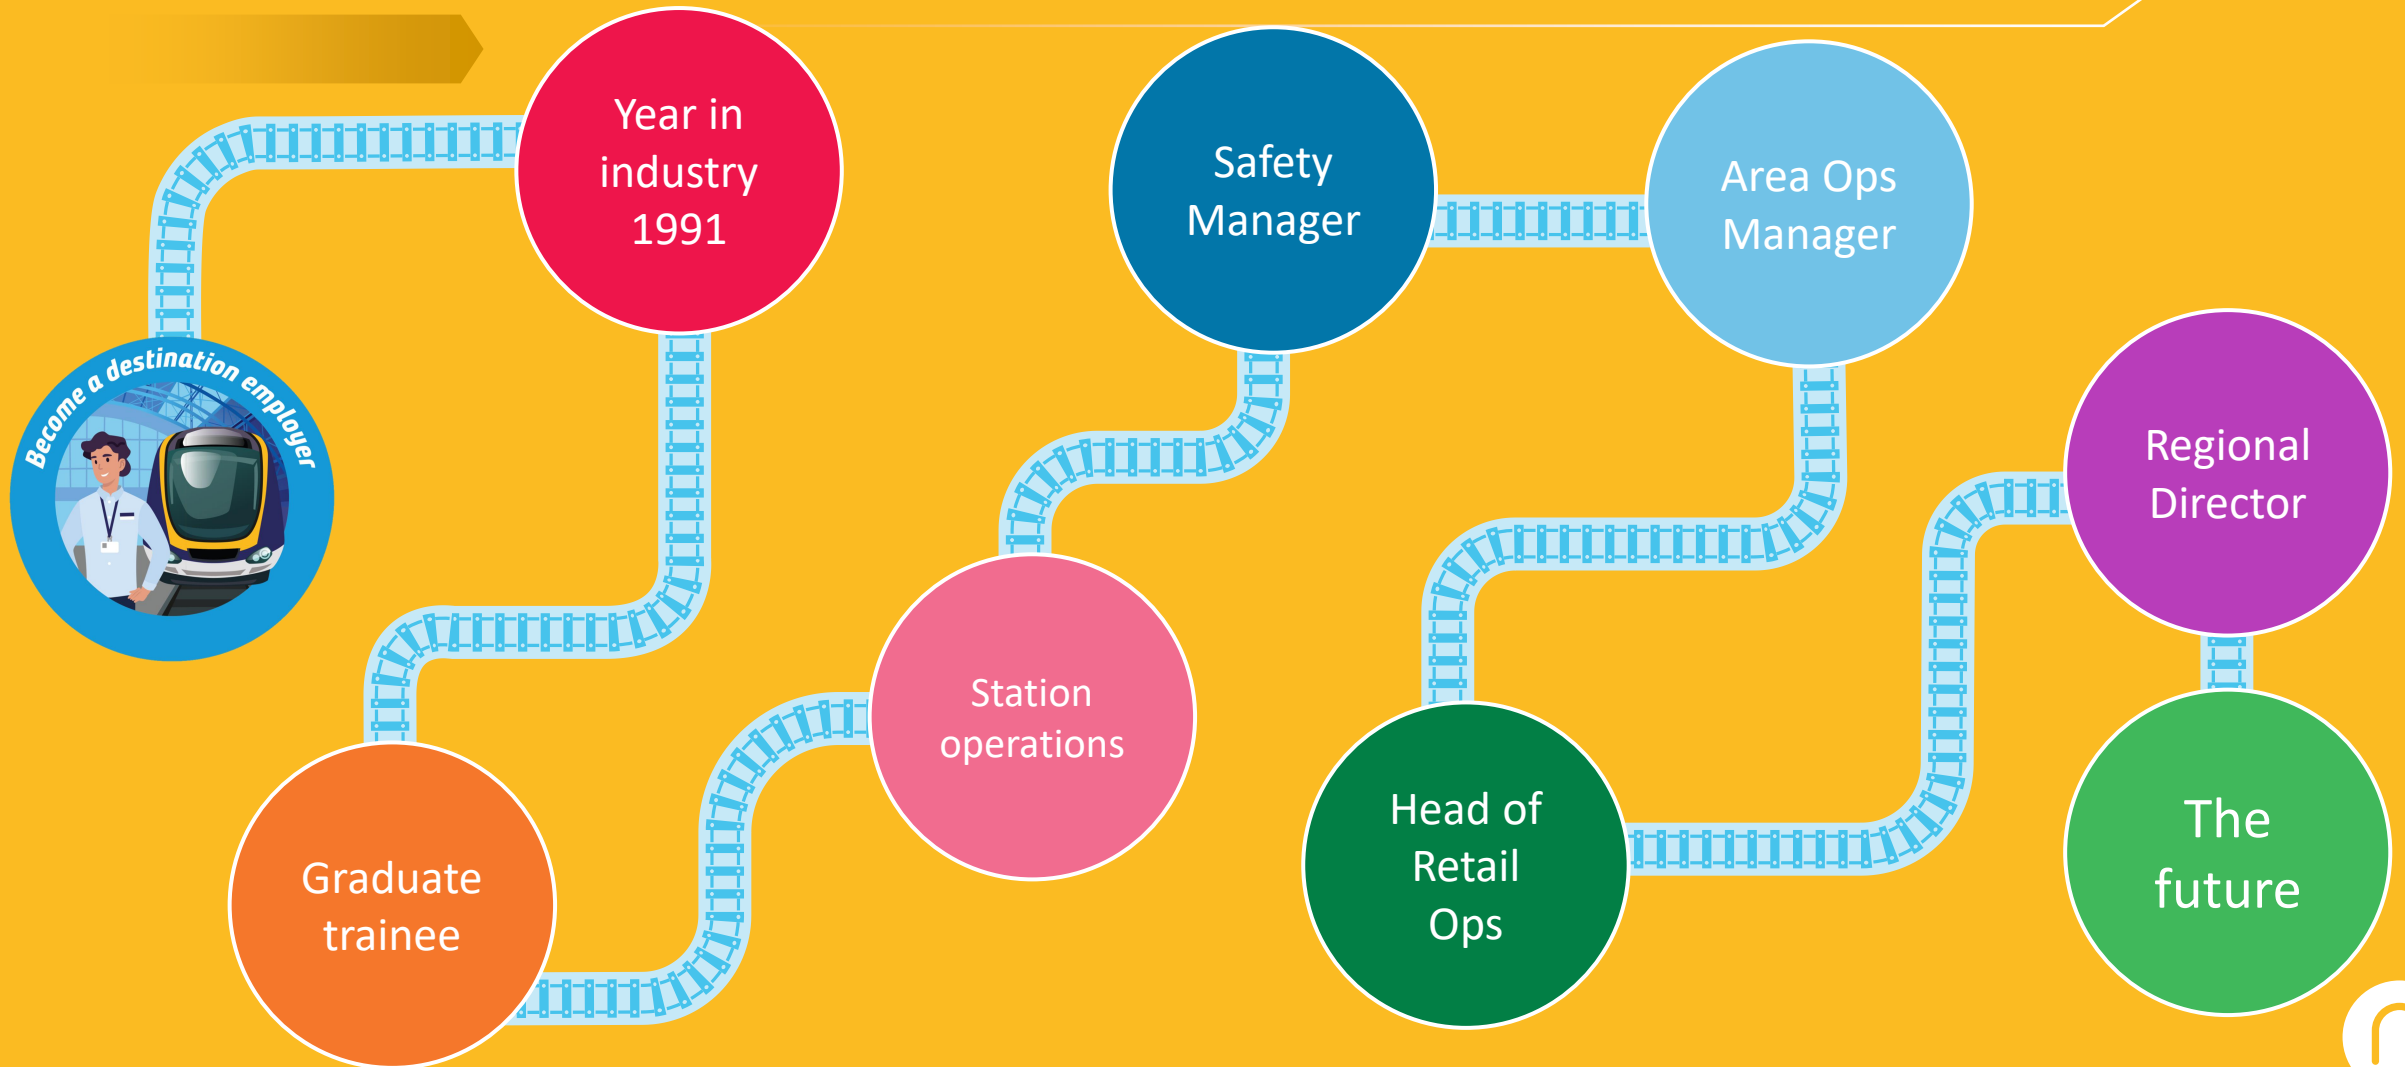 Become a destination employer
Year in
industry
1991
Graduate
trainee
Station
operations
Safety
Manager
Area Ops
Manager
Head of
Retail
Ops
Regional
Director
The
future